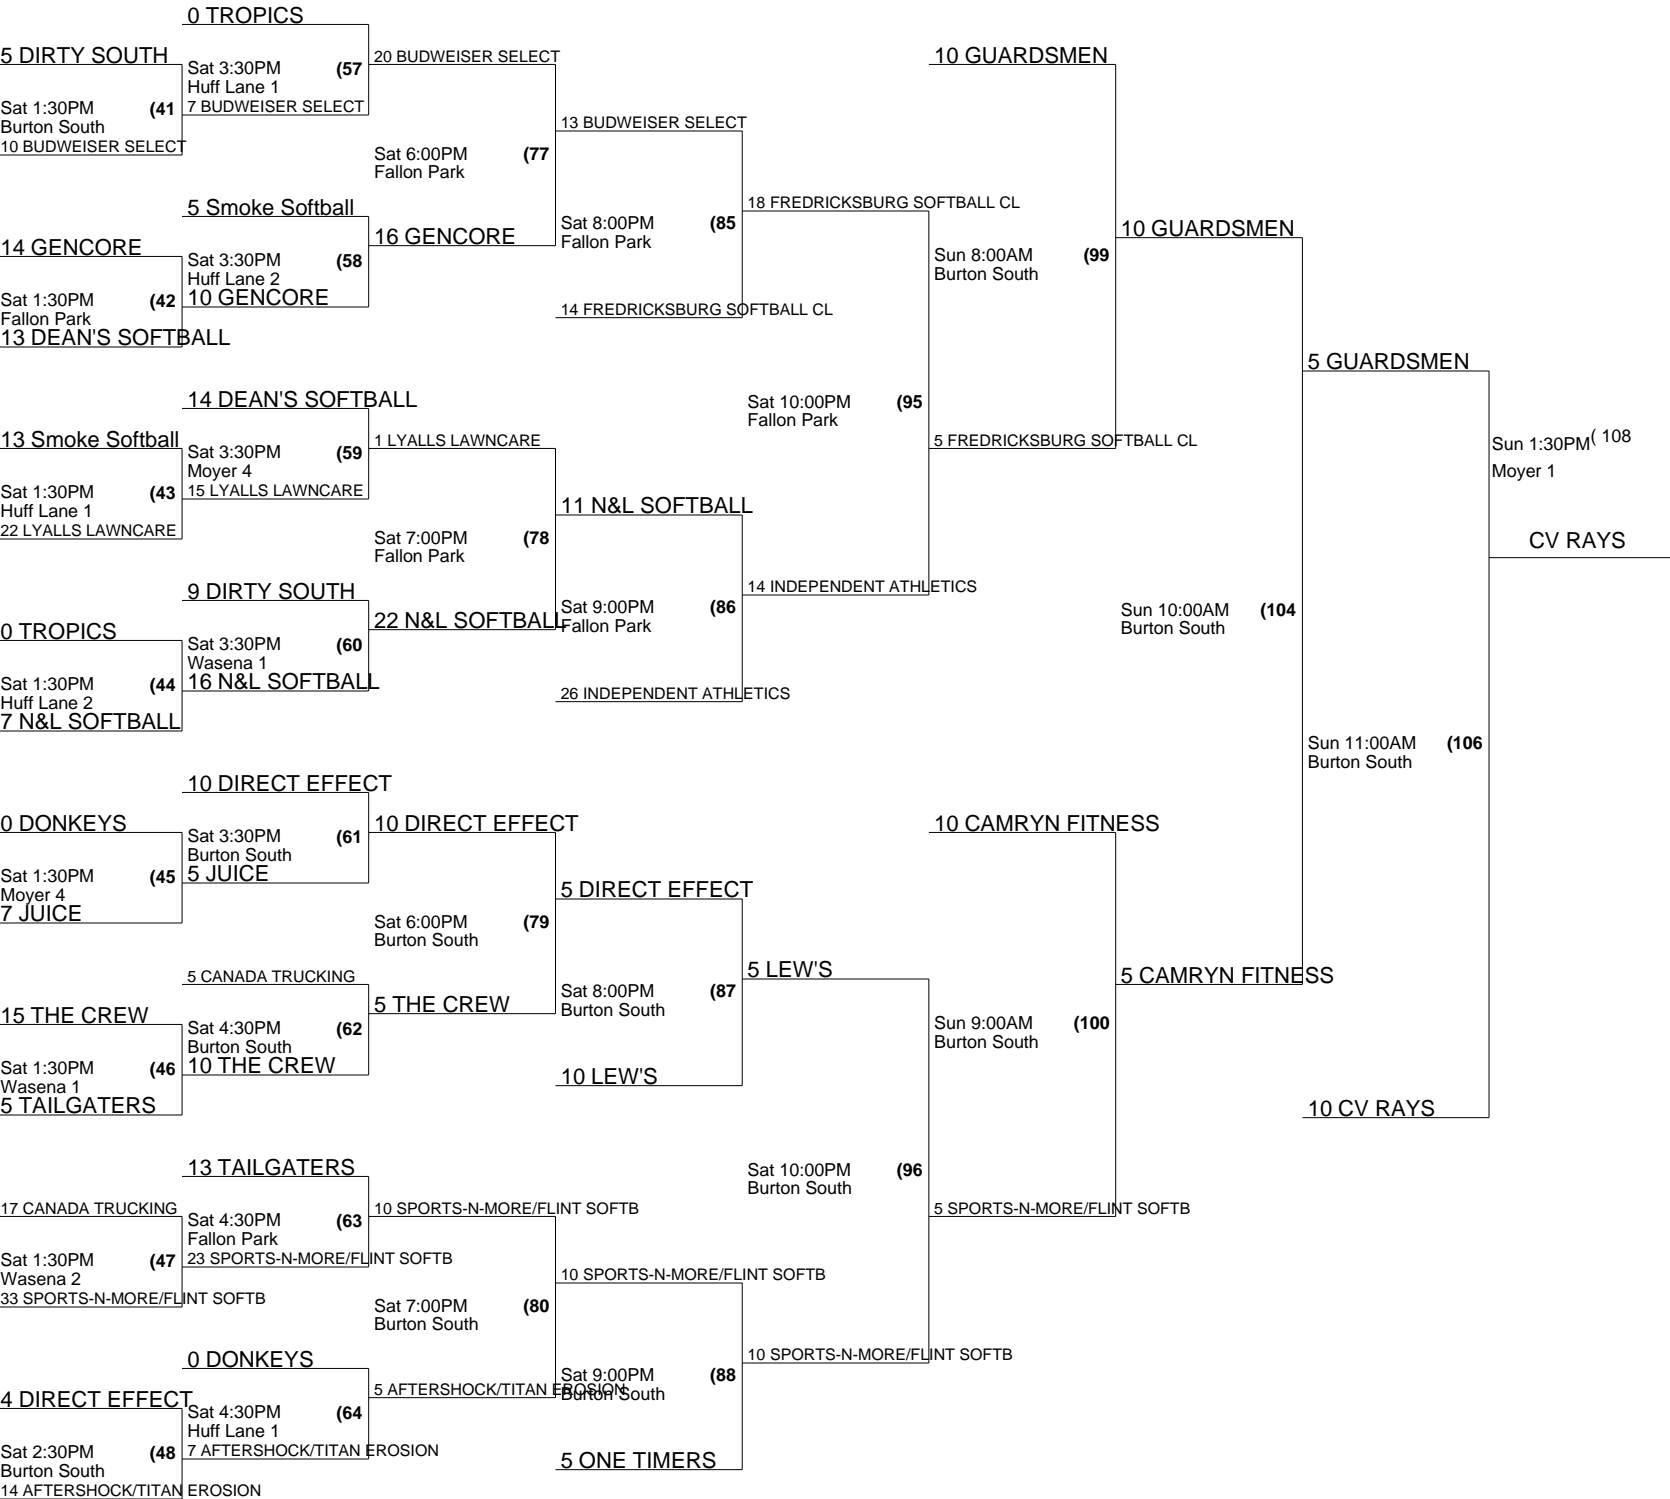 0 TROPICS
5 DIRTY SOUTH
Sat 3:30PM (57
Huff Lane 1
20 BUDWEISER SELECT
10 GUARDSMEN
Sat 1:30PM (41
Burton South
7 BUDWEISER SELECT
10 BUDWEISER SELECT
13 BUDWEISER SELECT
Sat 6:00PM (77
Fallon Park
5 Smoke Softball
14 GENCORE
Sat 3:30PM (58
Huff Lane 2
16 GENCORE
Sat 8:00PM (85
Fallon Park
18 FREDRICKSBURG SOFTBALL CL
Sun 8:00AM (99
Burton South
10 GUARDSMEN
Sat 1:30PM (42
Fallon Park
10 GENCORE
13 DEAN'S SOFTBALL
14 FREDRICKSBURG SOFTBALL CL
5 GUARDSMEN
14 DEAN'S SOFTBALL
Sat 10:00PM (95
Fallon Park
13 Smoke Softball
Sat 3:30PM (59
Moyer 4
1 LYALLS LAWNCARE
5 FREDRICKSBURG SOFTBALL CL
Sun 1:30PM ( 108
Moyer 1
Sat 1:30PM (43
Huff Lane 1
15 LYALLS LAWNCARE
22 LYALLS LAWNCARE
11 N&L SOFTBALL
Sat 7:00PM (78
Fallon Park
CV RAYS
9 DIRTY SOUTH
0 TROPICS
Sat 3:30PM (60
Wasena 1
22 N&L SOFTBALL
Sat 9:00PM (86
Fallon Park
14 INDEPENDENT ATHLETICS
Sun 10:00AM (104
Burton South
Sat 1:30PM (44
Huff Lane 2
16 N&L SOFTBALL
7 N&L SOFTBALL
26 INDEPENDENT ATHLETICS
Sun 11:00AM (106
Burton South
10 DIRECT EFFECT
0 DONKEYS
Sat 3:30PM (61
Burton South
10 DIRECT EFFECT
10 CAMRYN FITNESS
Sat 1:30PM (45
Moyer 4
5 JUICE
7 JUICE
5 DIRECT EFFECT
Sat 6:00PM (79
Burton South
5 CANADA TRUCKING
15 THE CREW
Sat 4:30PM (62
Burton South
5 THE CREW
Sat 8:00PM (87
Burton South
5 LEW'S
Sun 9:00AM (100
Burton South
5 CAMRYN FITNESS
Sat 1:30PM (46
Wasena 1
10 THE CREW
5 TAILGATERS
10 LEW'S
10 CV RAYS
13 TAILGATERS
Sat 10:00PM (96
Burton South
17 CANADA TRUCKING
Sat 4:30PM (63
Fallon Park
10 SPORTS-N-MORE/FLINT SOFTB
5 SPORTS-N-MORE/FLINT SOFTB
Sat 1:30PM (47
Wasena 2
23 SPORTS-N-MORE/FLINT SOFTB
33 SPORTS-N-MORE/FLINT SOFTB
10 SPORTS-N-MORE/FLINT SOFTB
Sat 7:00PM (80
Burton South
0 DONKEYS
4 DIRECT EFFECT
Sat 4:30PM (64
Huff Lane 1
5 AFTERSHOCK/TITAN EROSION
Sat 9:00PM (88
Burton South
10 SPORTS-N-MORE/FLINT SOFTB
Sat 2:30PM (48
Burton South
7 AFTERSHOCK/TITAN EROSION
14 AFTERSHOCK/TITAN EROSION
5 ONE TIMERS